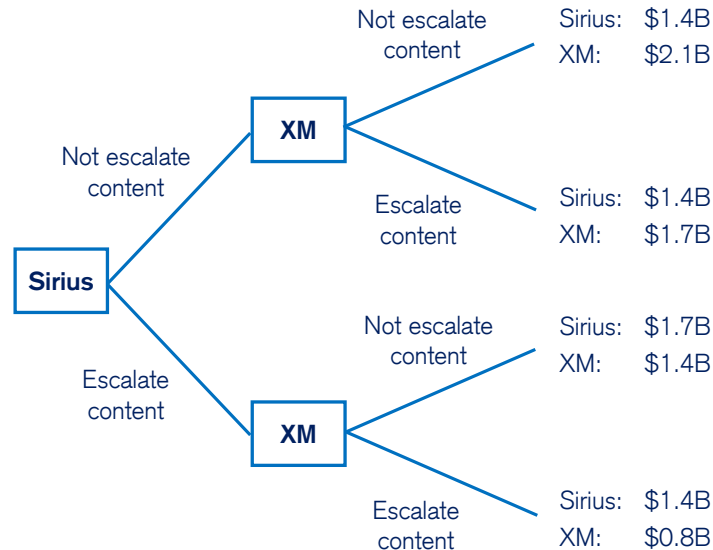 Not escalate
content
Sirius: $1.4B
XM: $2.1B
XM
Not escalate
content
Escalate
content
Sirius: $1.4B
XM: $1.7B
Sirius
Not escalate
content
Sirius: $1.7B
XM: $1.4B
Escalate
content
XM
Escalate
content
Sirius: $1.4B
XM: $0.8B